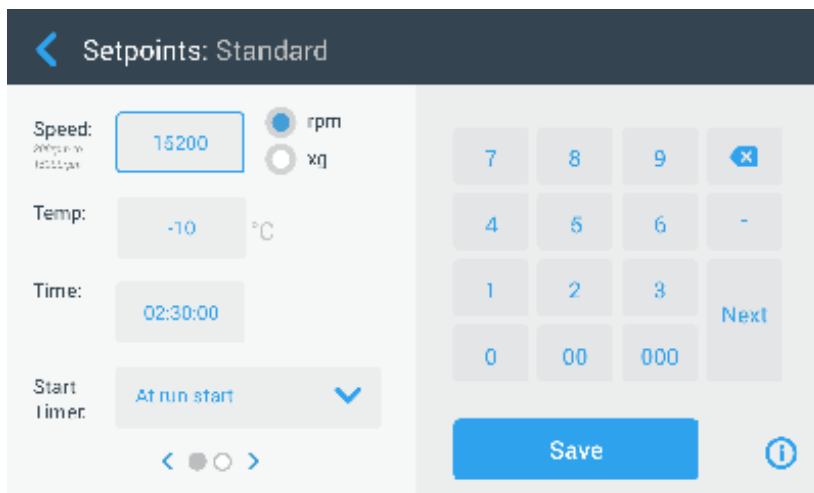 Setpoints: Standard
Speed:
15200
rpm
xg
Temp:
-10
°C
Time:
02:30:00
Start
Timer:
At run start
7 8 9
4 5 6 -
1 2 3
Next
0 00 000
Save